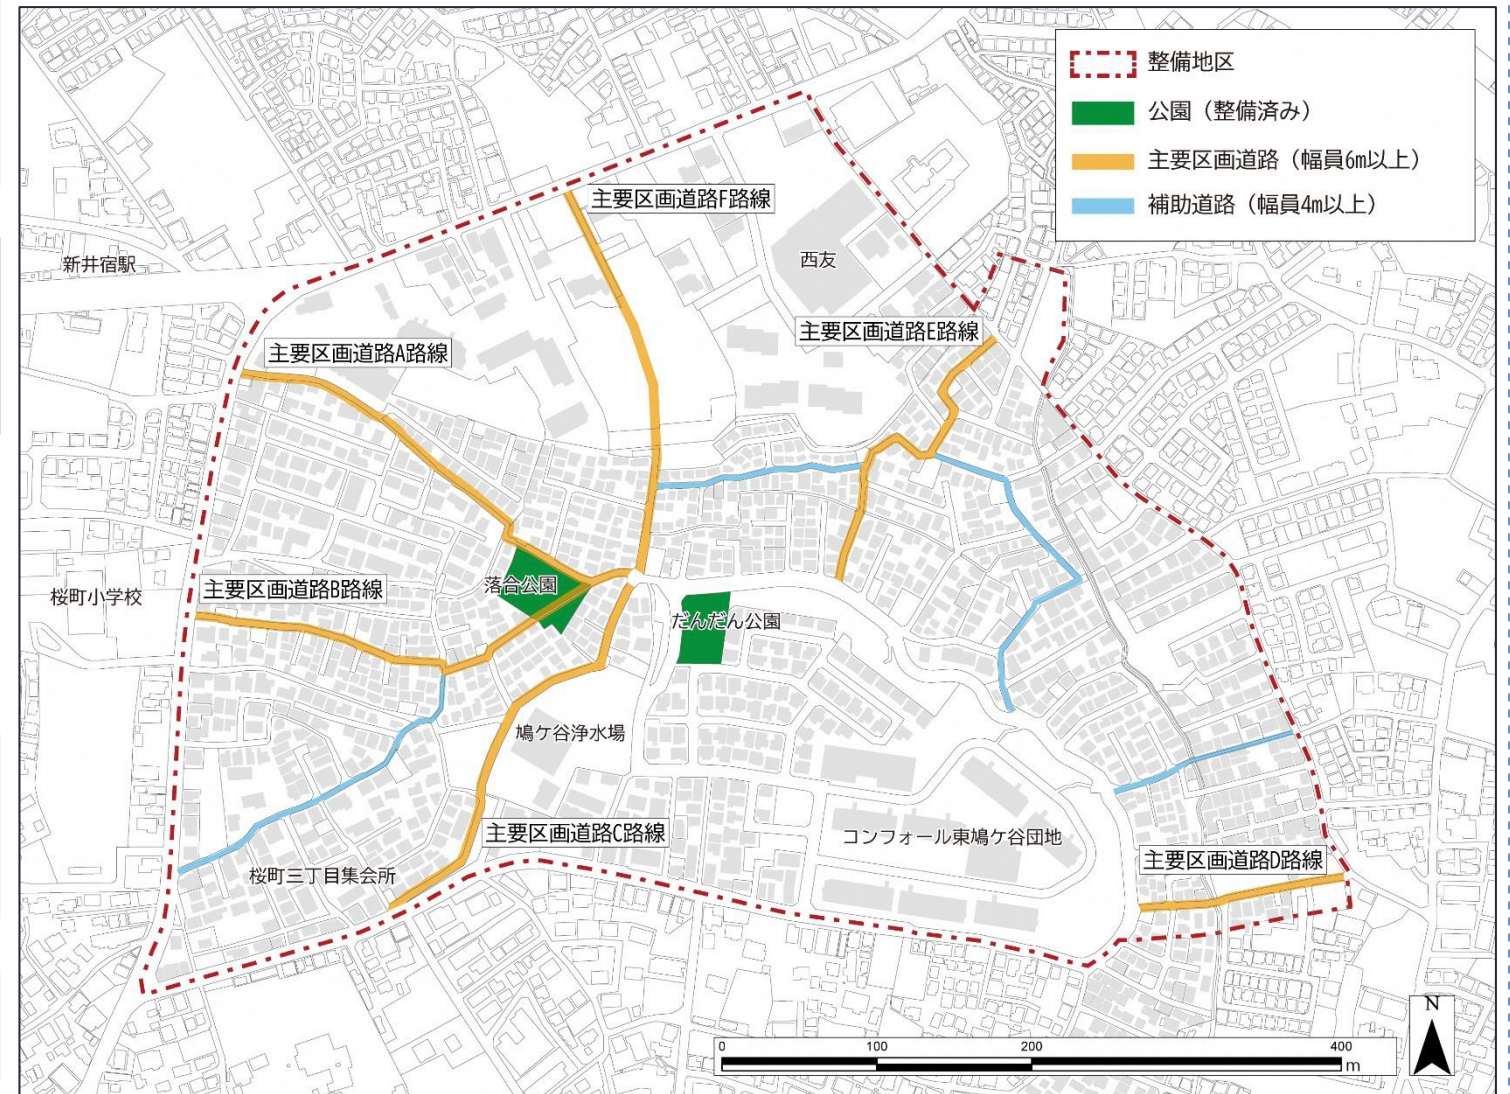 整備地区
公園（整備済み）
主要区画道路（幅員6m以上）
補助道路（幅員4m以上）
主要区画道路F路線
新井宿駅
西友
主要区画道路E路線
主要区画道路A路線
落合公園
主要区画道路B路線
桜町小学校
だんだん公園
鳩ケ谷浄水場
主要区画道路C路線
コンフォール東鳩ケ谷団地
主要区画道路D路線
桜町三丁目集会所
N
0 100 200 400
m